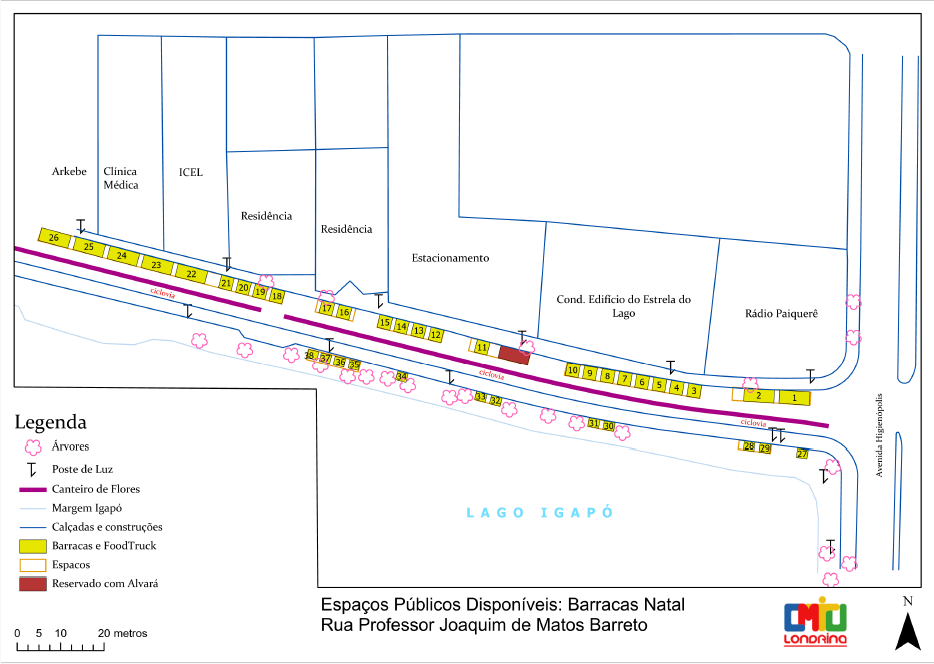 Arkebe
Clínica
Médica
ICEL
Residência
Residência
Estacionamento
Cond. Edifício do Estrela do
Lago
Rádio Paiquerê
26
25
24
23
22
21
20
19
18
17
16
15
14
13
12
11
10
9
8
7
6
5
4
3
2
1
ciclovia
ciclovia
ciclovia
38
37
39
35
34
33
32
31
30
28
29
27
Avenida Higienópolis
LAGO IGAPÓ
Legenda
Árvores
Poste de Luz
Canteiro de Flores
Margem Igapó
Calçadas e construções
Barracas e FoodTruck
Espacos
Reservado com Alvará
0 5 10 20 metros
Espaços Públicos Disponíveis: Barracas Natal
Rua Professor Joaquim de Matos Barreto
CMTU
LONDRINA
N